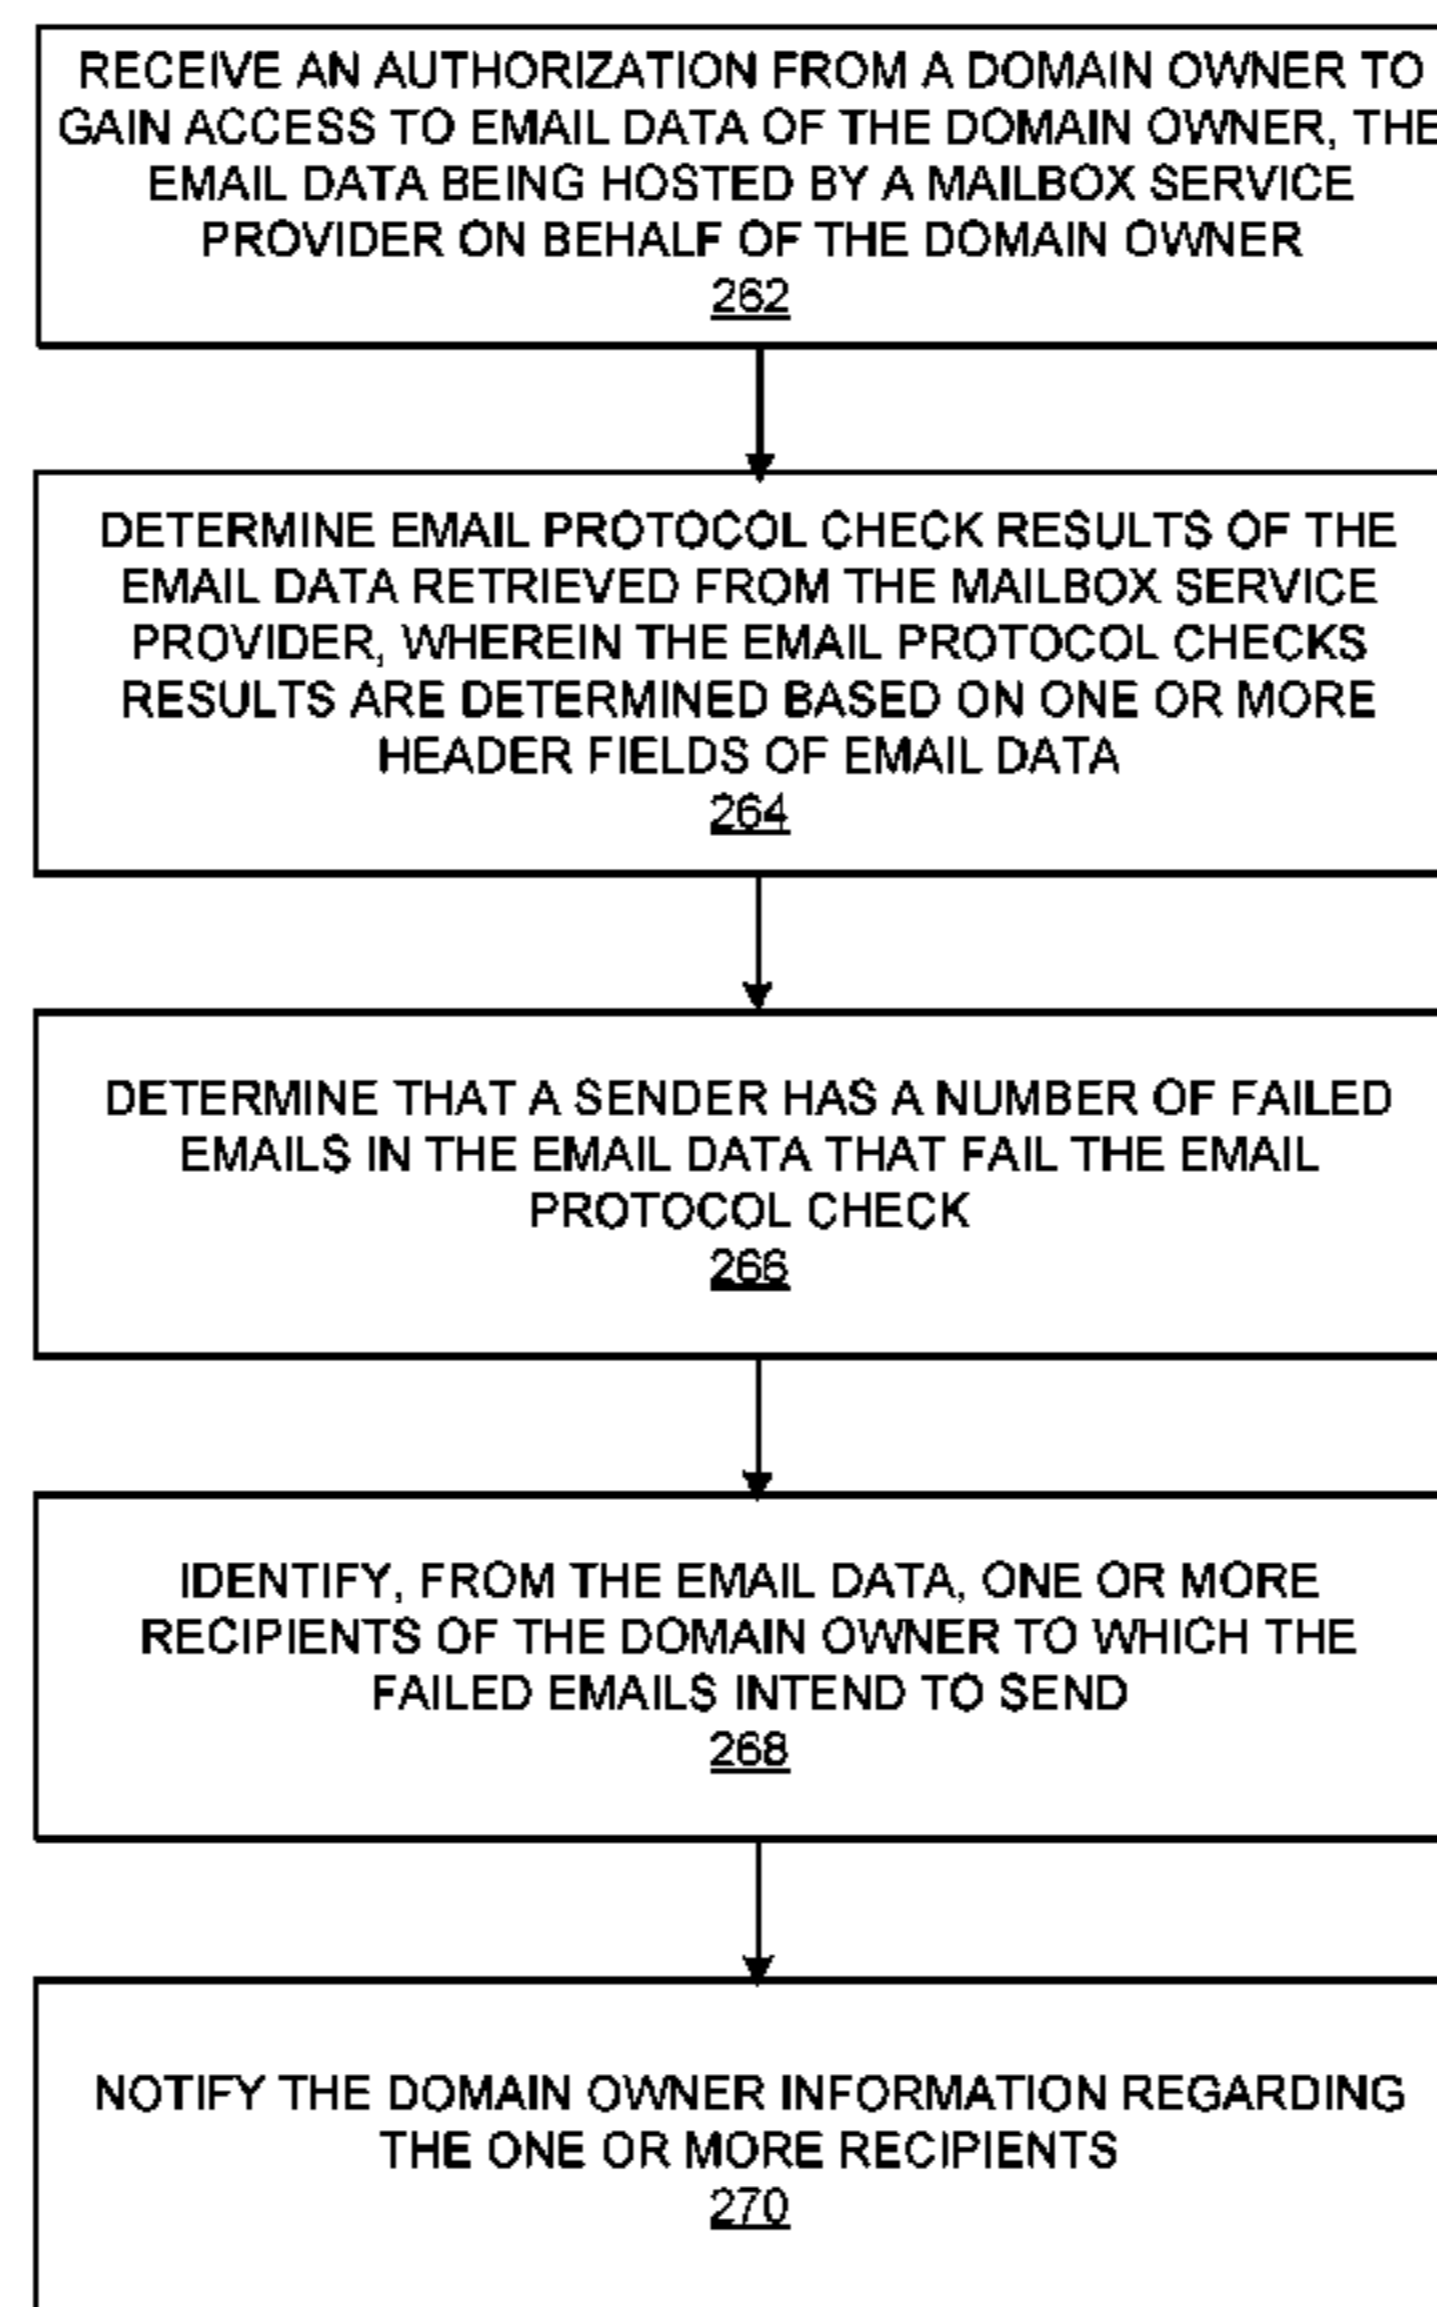 RECEIVE AN AUTHORIZATION FROM A DOMAIN OWNER TO
GAIN ACCESS TO EMAIL DATA OF THE DOMAIN OWNER, THE
EMAIL DATA BEING HOSTED BY A MAILBOX SERVICE
PROVIDER ON BEHALF OF THE DOMAIN OWNER
262
DETERMINE EMAIL PROTOCOL CHECK RESULTS OF THE
EMAIL DATA RETRIEVED FROM THE MAILBOX SERVICE
PROVIDER, WHEREIN THE EMAIL PROTOCOL CHECKS
RESULTS ARE DETERMINED BASED ON ONE OR MORE
HEADER FIELDS OF EMAIL DATA
264
DETERMINE THAT A SENDER HAS A NUMBER OF FAILED
EMAILS IN THE EMAIL DATA THAT FAIL THE EMAIL
PROTOCOL CHECK
266
IDENTIFY, FROM THE EMAIL DATA, ONE OR MORE
RECIPIENTS OF THE DOMAIN OWNER TO WHICH THE
FAILED EMAILS INTEND TO SEND
268
NOTIFY THE DOMAIN OWNER INFORMATION REGARDING
THE ONE OR MORE RECIPIENTS
270